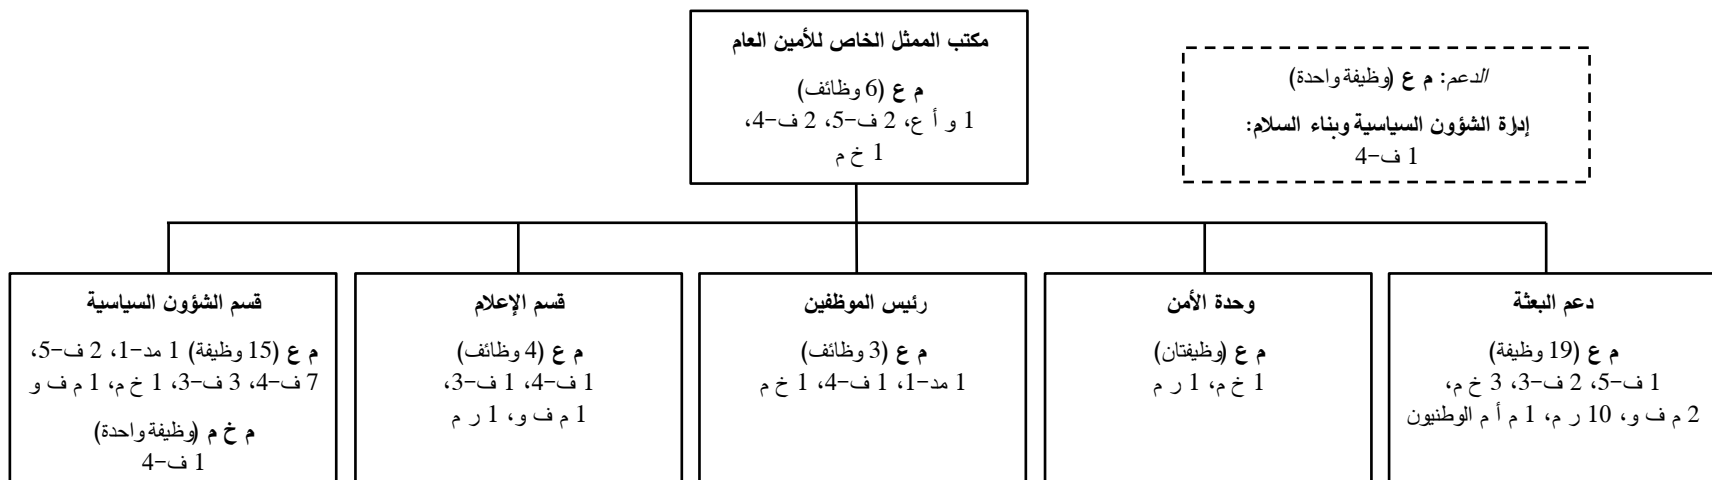 مكتب الممثل الخاص للأمين العام
م ع (6 وظائف)
1 و أ ع، 2 ف-5، 2 ف-4،
1 خ م
الدعم: م ع (وظيفة واحدة)
إدارة الشؤون السياسية وبناء السلام:
1 ف-4
دعم البعثة
م ع (19 وظيفة)
1 ف-5، 2 ف-3، 3 خ م،
2 م ف و، 10 ر م، 1 م أ م الوطنيون
وحدة الأمن
م ع (وظيفتان)
1 خ م، 1 ر م
رئيس الموظفين
م ع (3 وظائف)
1 مد-1، 1 ف-4، 1 خ م
قسم الإعلام
م ع (4 وظائف)
1 ف-4، 1 ف-3،
1 م ف و، 1 ر م
قسم الشؤون السياسية
م ع (15 وظيفة) 1 مد-1، 2 ف-5،
7 ف-4، 3 ف-3، 1 خ م، 1 م ف و
م خ م (وظيفة واحدة)
1 ف-4